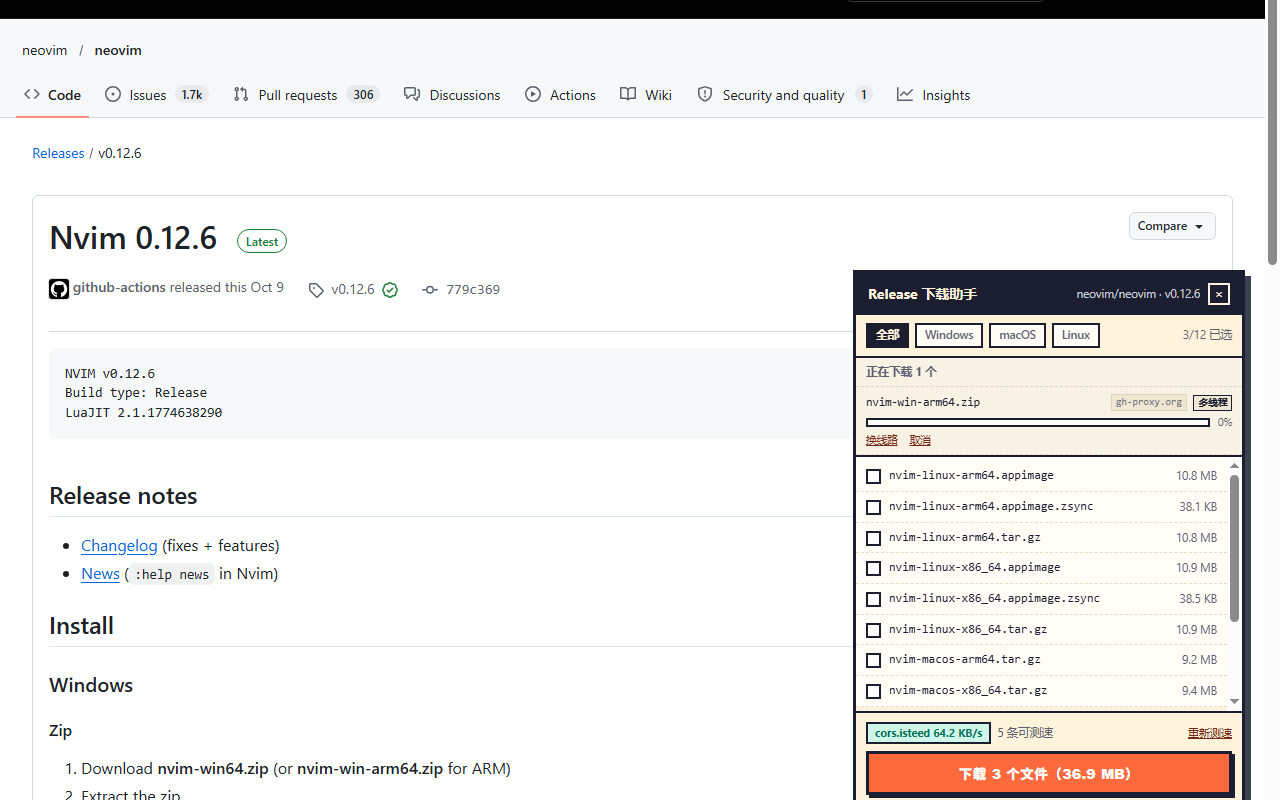 neovim / neovim
Code Issues 1.7k Pull requests 306 Discussions Actions Wiki Security and quality 1 Insights
Releases / v0.12.6
Nvim 0.12.6 Latest
Compare
github-actions released this Oct 9 v0.12.6 779c369
NVIM v0.12.6
Build type: Release
LuaJIT 2.1.1774638290
Release notes
Changelog (fixes + features)
News ( :help news in Nvim)
Install
Windows
Zip
1. Download nvim-win64.zip (or nvim-win-arm64.zip for ARM)
2. Extract the zip
Release 下载助手 neovim/neovim · v0.12.6 ×
全部 Windows macOS Linux 3/12 已选
正在下载 1 个
nvim-win-arm64.zip gh-proxy.org 多线程
0%
换线路 取消
nvim-linux-arm64.appimage 10.8 MB
nvim-linux-arm64.appimage.zsync 38.1 KB
nvim-linux-arm64.tar.gz 10.8 MB
nvim-linux-x86_64.appimage 10.9 MB
nvim-linux-x86_64.appimage.zsync 38.5 KB
nvim-linux-x86_64.tar.gz 10.9 MB
nvim-macos-arm64.tar.gz 9.2 MB
nvim-macos-x86_64.tar.gz 9.4 MB
cors.isteed 64.2 KB/s 5 条可测速 重新测速
下载 3 个文件（36.9 MB）